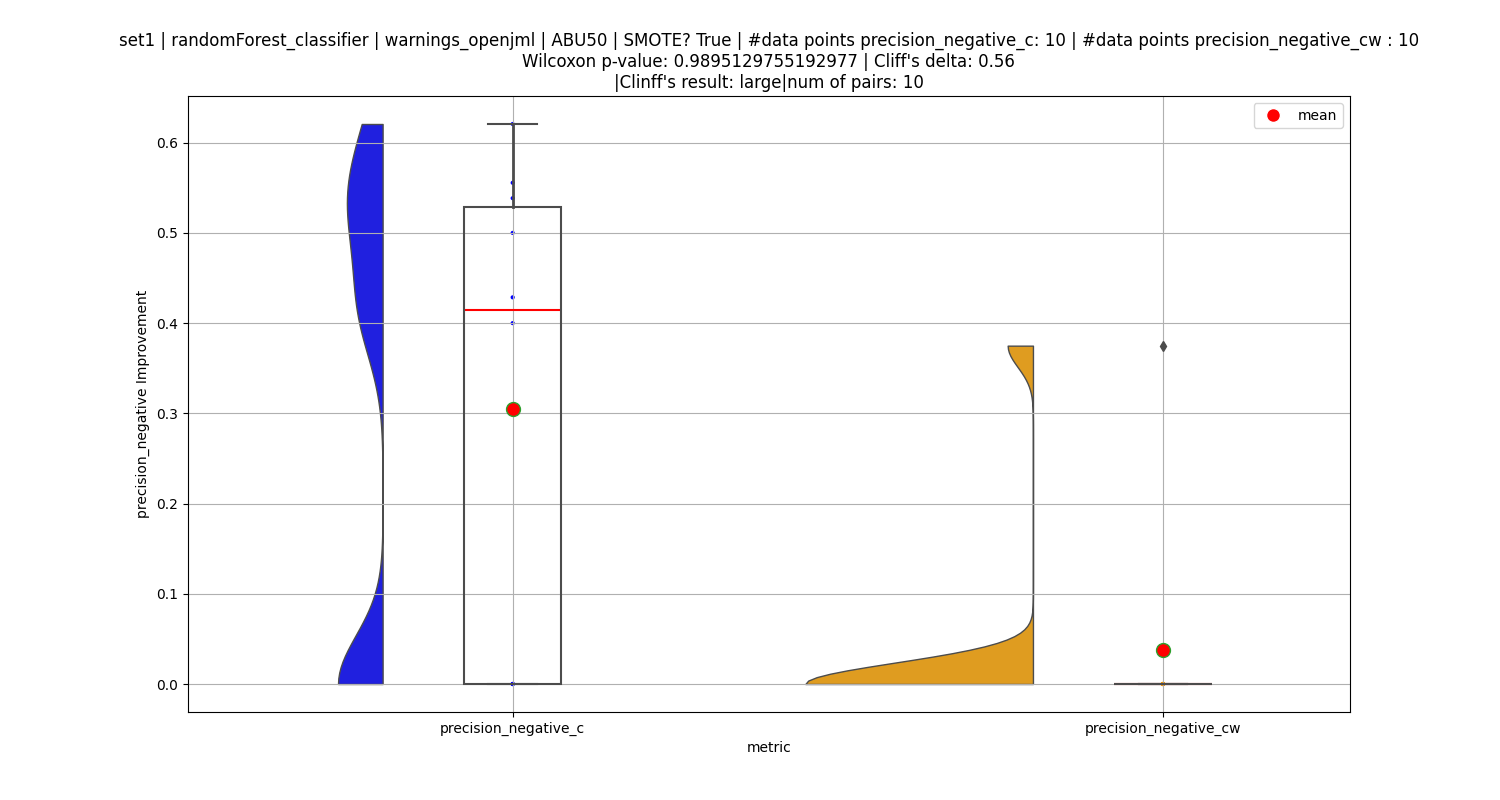 set1 | randomForest_classifier | warnings_openjml | ABU50 | SMOTE? True | #data points precision_negative_c: 10 | #data points precision_negative_cw : 10
Wilcoxon p-value: 0.9895129755192977 | Cliff's delta: 0.56
|Clinff's result: large|num of pairs: 10
mean
precision_negative Improvement
0.6
0.5
0.4
0.3
0.2
0.1
0.0
precision_negative_c
precision_negative_cw
metric